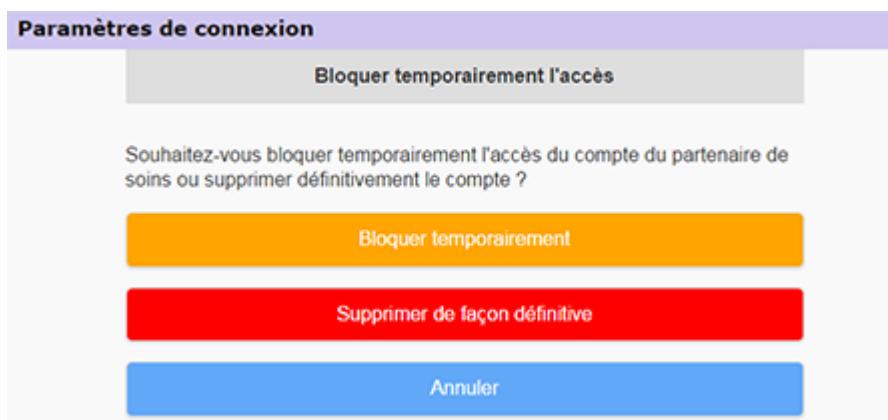 Paramètres de connexion
Bloquer temporairement l'accès
Souhaitez-vous bloquer temporairement l'accès du compte du partenaire de
soins ou supprimer définitivement le compte ?
Bloquer temporairement
Supprimer de façon définitive
Annuler